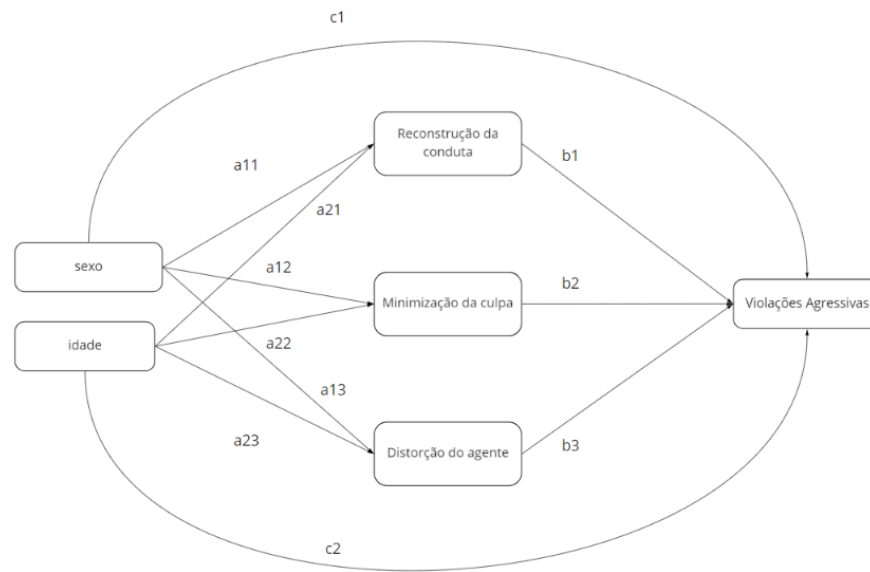 c1
Reconstrução da
conduta
a11
b1
a21
sexo
a12
Minimização da culpa
b2
Violações Agressivas
idade
a22
a13
a23
Distorção do agente
b3
c2